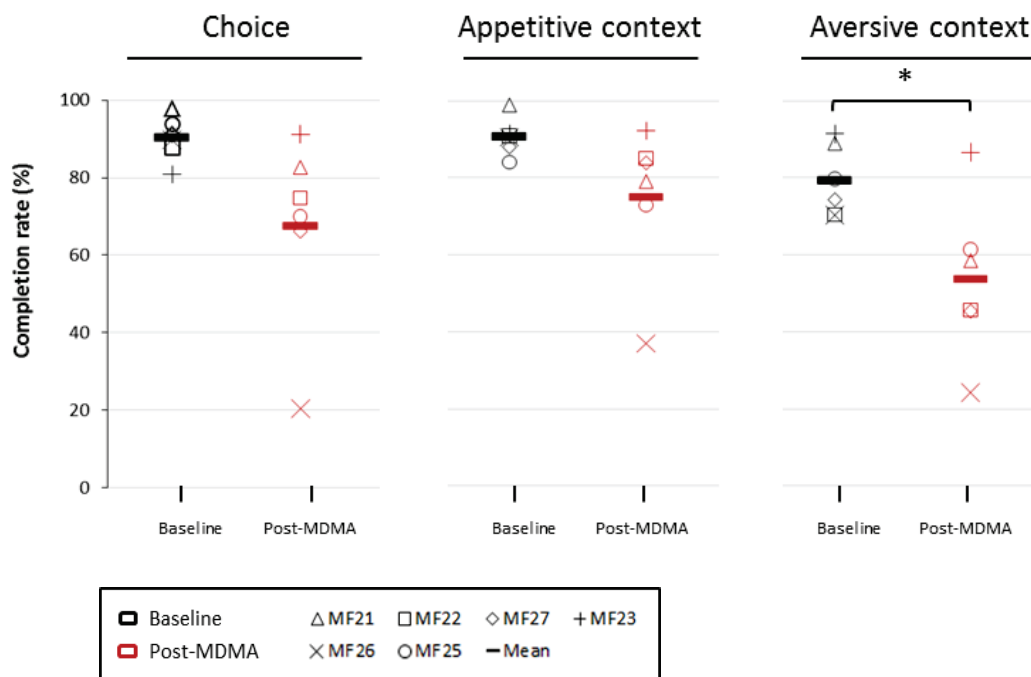 Choice Appetitive context Aversive context
*
Completion rate (%)
100
80
60
40
20
0
Baseline Post-MDMA Baseline Post-MDMA Baseline Post-MDMA
Baseline MF21 MF22 MF27 MF23
Post-MDMA MF26 MF25 Mean